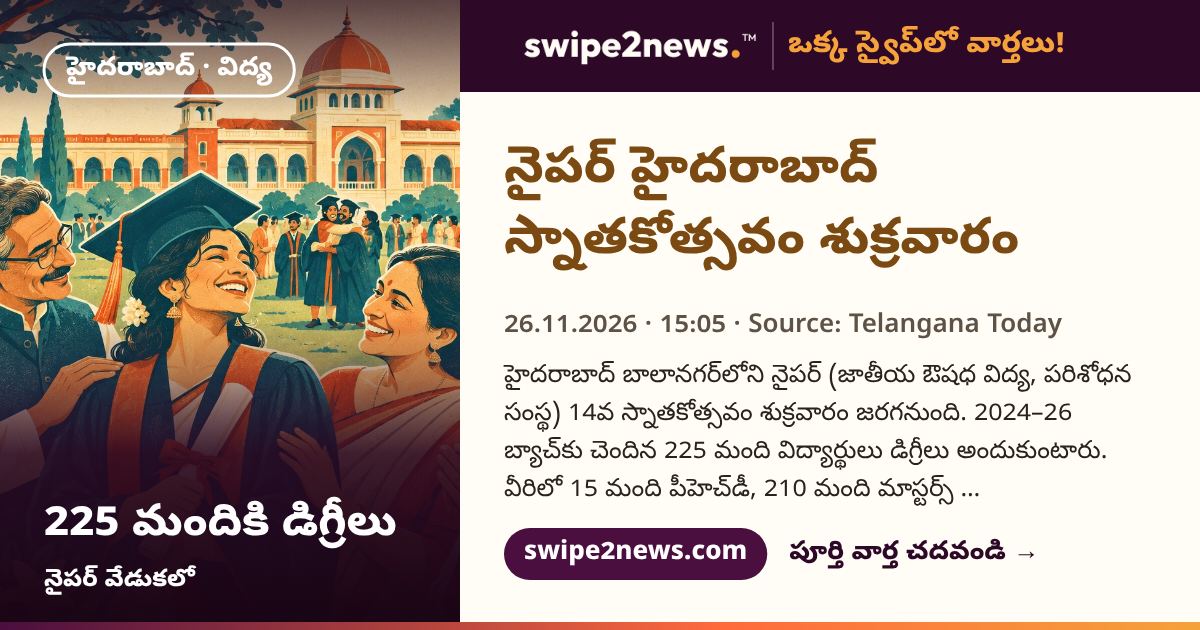 హైదరాబాద్ · విద్య
225 మందికి డిగ్రీలు
నైపర్ వేడుకలో
swipe2news.™
ఒక్క స్వైప్‌లో వార్తలు!
నైపర్ హైదరాబాద్
స్నాతకోత్సవం శుక్రవారం
26.11.2026 · 15:05 · Source: Telangana Today
హైదరాబాద్ బాలానగర్‌లోని నైపర్ (జాతీయ ఔషధ విద్య, పరిశోధన
సంస్థ) 14వ స్నాతకోత్సవం శుక్రవారం జరగనుంది. 2024–26
బ్యాచ్‌కు చెందిన 225 మంది విద్యార్థులు డిగ్రీలు అందుకుంటారు.
వీరిలో 15 మంది పీహెచ్‌డీ, 210 మంది మాస్టర్స్ ...
swipe2news.com
పూర్తి వార్త చదవండి →